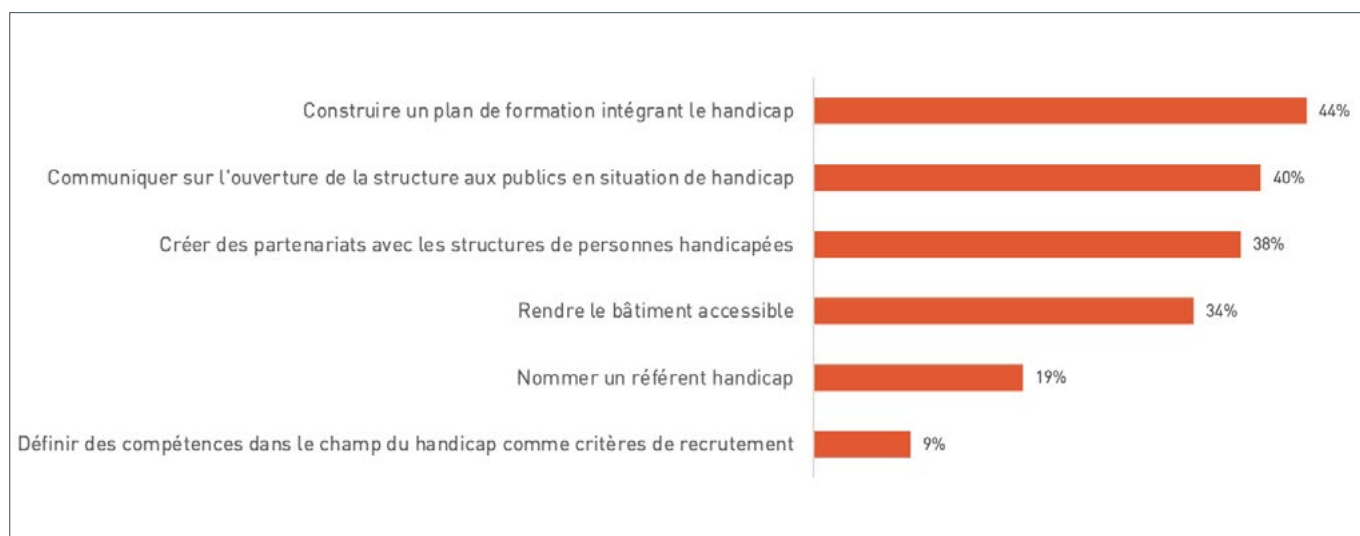 Construire un plan de formation intégrant le handicap 44%
Communiquer sur l'ouverture de la structure aux publics en situation de handicap 40%
Créer des partenariats avec les structures de personnes handicapées 38%
Rendre le bâtiment accessible 34%
Nommer un référent handicap 19%
Définir des compétences dans le champ du handicap comme critères de recrutement 9%